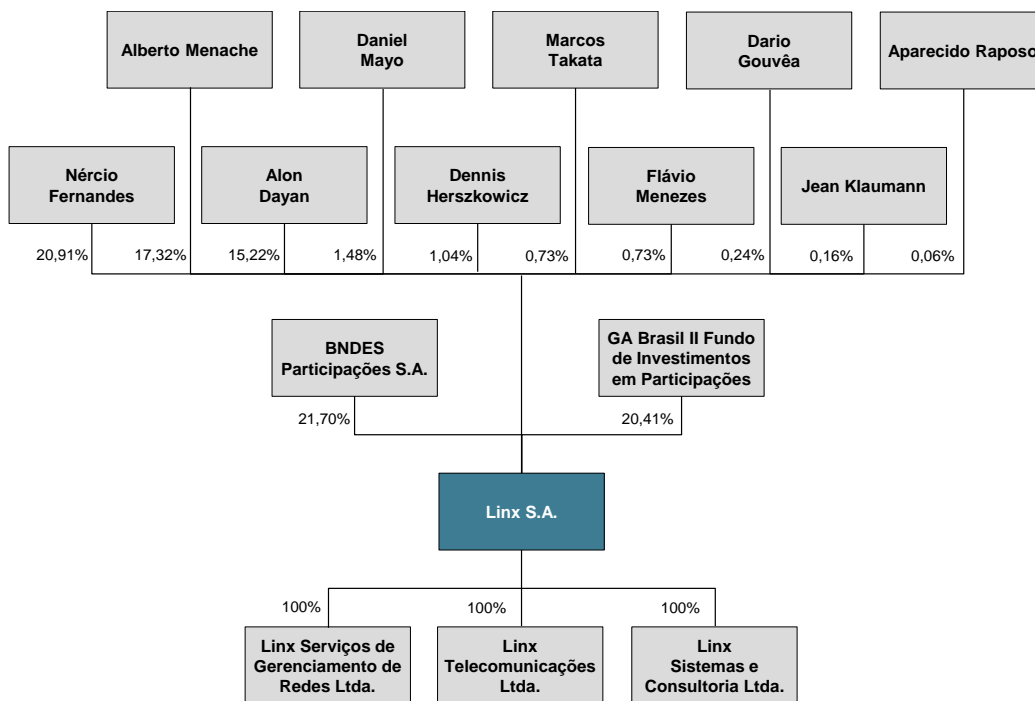 Alberto Menache
Daniel
Mayo
Marcos
Takata
Dario
Gouvêa
Aparecido Raposo
Nércio
Fernandes
Alon
Dayan
Dennis
Herszkowicz
Flávio
Menezes
Jean Klaumann
20,91%
17,32%
15,22%
1,48%
1,04%
0,73%
0,73%
0,24%
0,16%
0,06%
BNDES
Participações S.A.
GA Brasil II Fundo
de Investimentos
em Participações
21,70%
20,41%
Linx S.A.
100%
100%
100%
Linx Serviços de
Gerenciamento de
Redes Ltda.
Linx
Telecomunicações
Ltda.
Linx
Sistemas e
Consultoria Ltda.